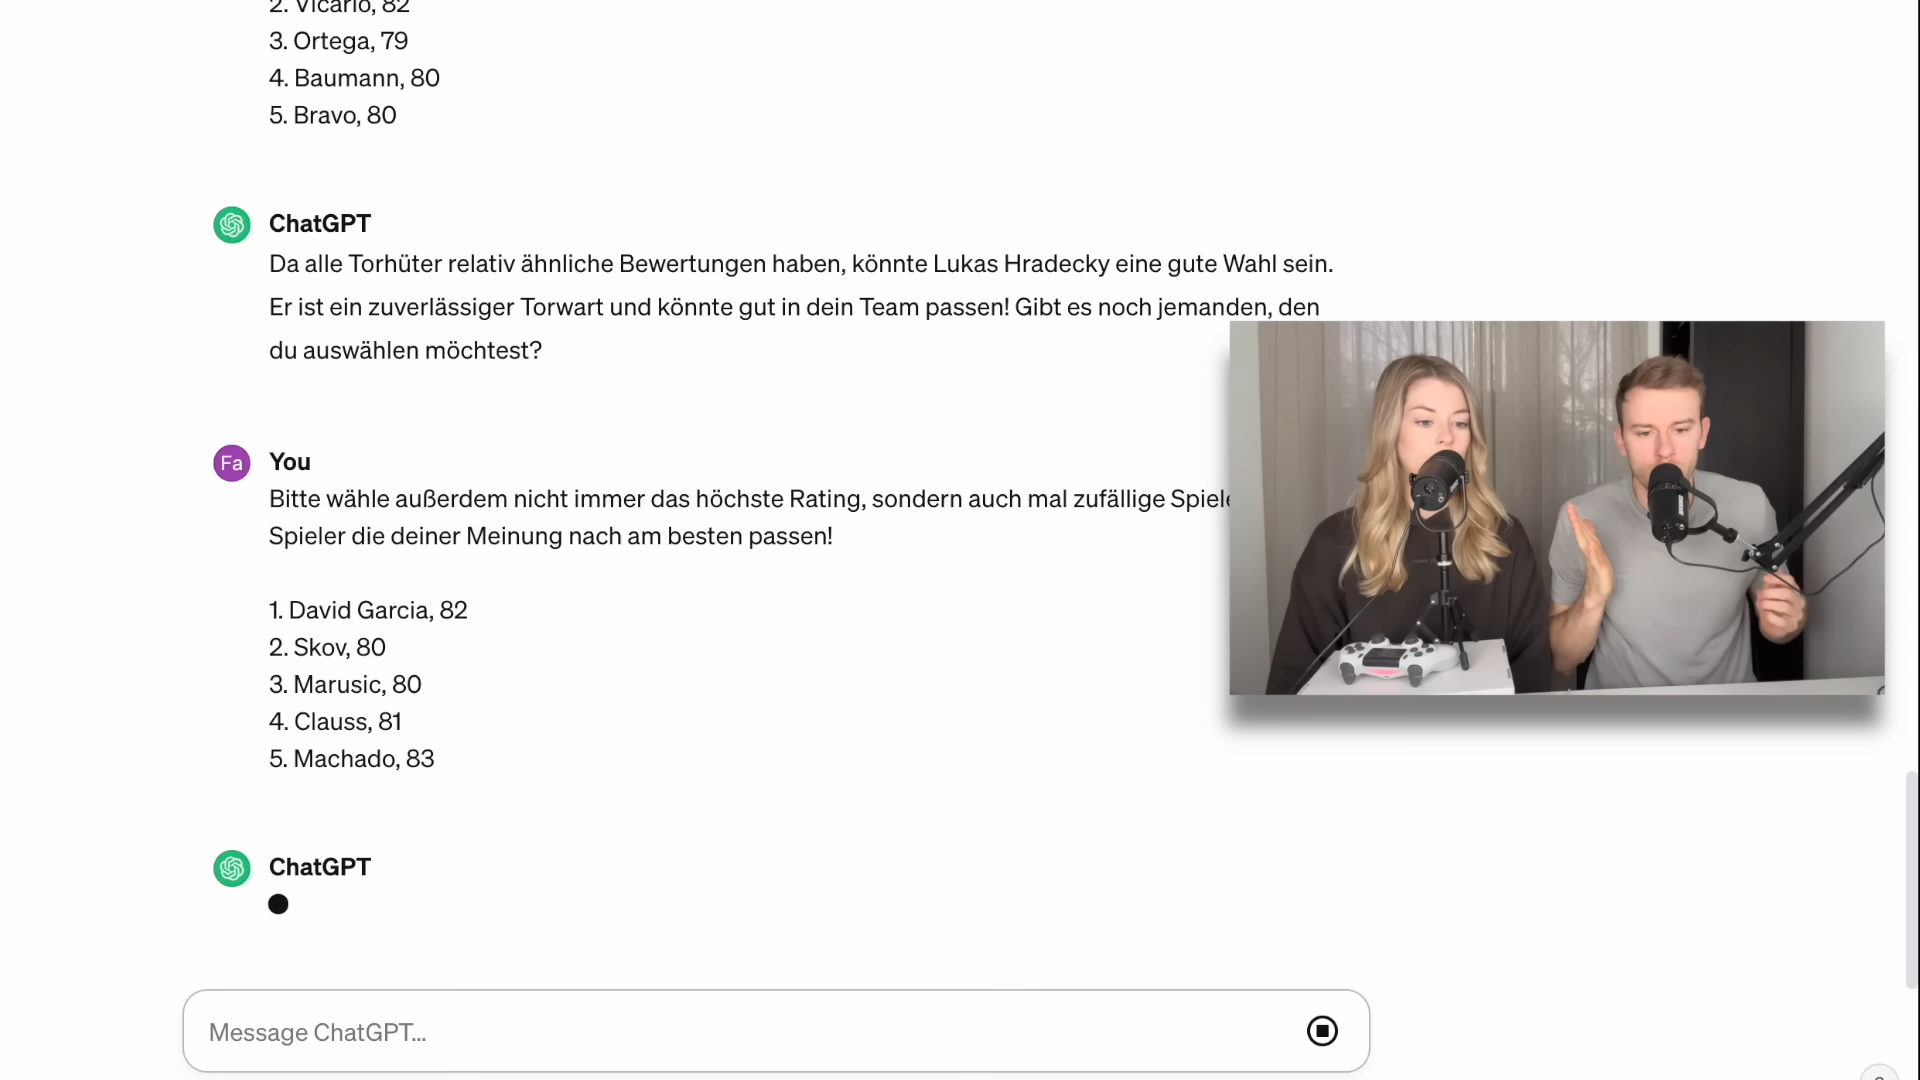 2. Vicario, 82
3. Ortega, 79
4. Baumann, 80
5. Bravo, 80
ChatGPT
Da alle Torhüter relativ ähnliche Bewertungen haben, könnte Lukas Hradecky eine gute Wahl sein.
Er ist ein zuverlässiger Torwart und könnte gut in dein Team passen! Gibt es noch jemanden, den
du auswählen möchtest?
Fa
You
Bitte wähle außerdem nicht immer das höchste Rating, sondern auch mal zufällige
Spieler die deiner Meinung nach am besten passen!
1. David Garcia, 82
2. Skov, 80
3. Marusic, 80
4. Clauss, 81
5. Machado, 83
ChatGPT
Message ChatGPT...